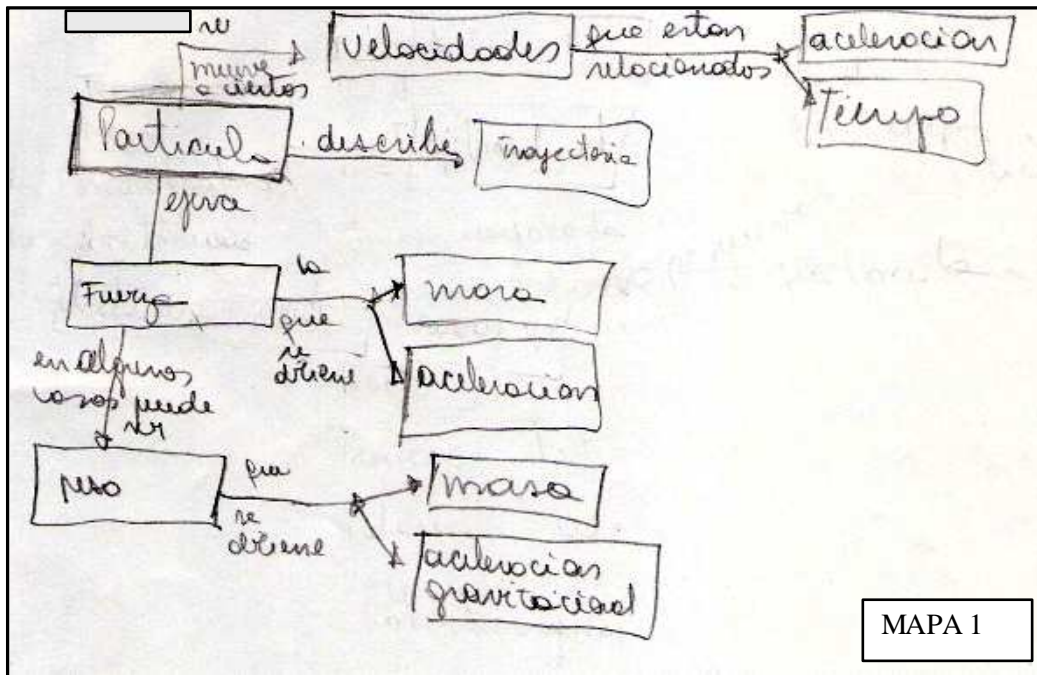 se
mueve
a ciertos
Velocidades
que estan
relacionados
aceleracion
Tiempo
Particula
describe
trajectoria
ejerce
Fuerza
la
que
se
obtiene
masa
aceleracion
en algunos
casos puede
ser
peso
que
se
obtiene
masa
aceleracion
gravitacional
MAPA 1